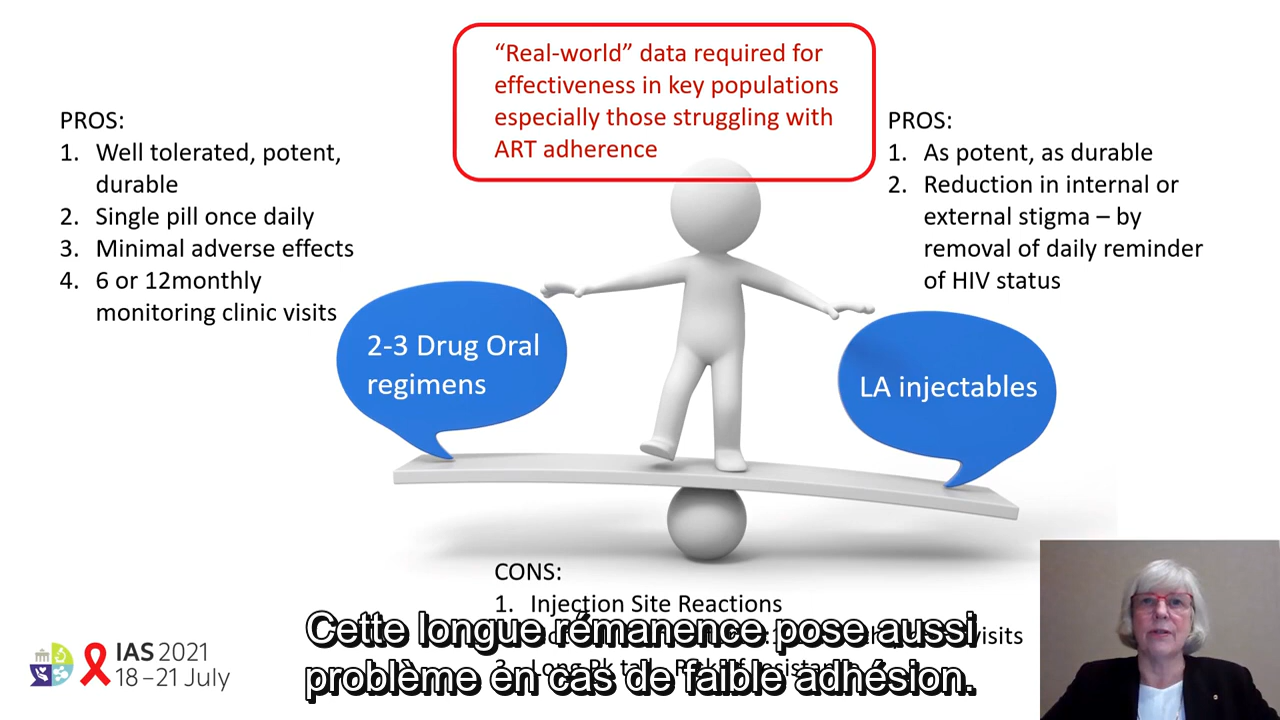 “Real-world” data required for
effectiveness in key populations
especially those struggling with
ART adherence
PROS:
1. Well tolerated, potent,
durable
2. Single pill once daily
3. Minimal adverse effects
4. 6 or 12monthly
monitoring clinic visits
PROS:
1. As potent, as durable
2. Reduction in internal or
external stigma – by
removal of daily reminder
of HIV status
2-3 Drug Oral
regimens
LA injectables
CONS:
1. Injection Site Reactions
visits
Cette longue rémanence pose aussi
problème en cas de faible adhésion.
IAS 2021
18–21 July